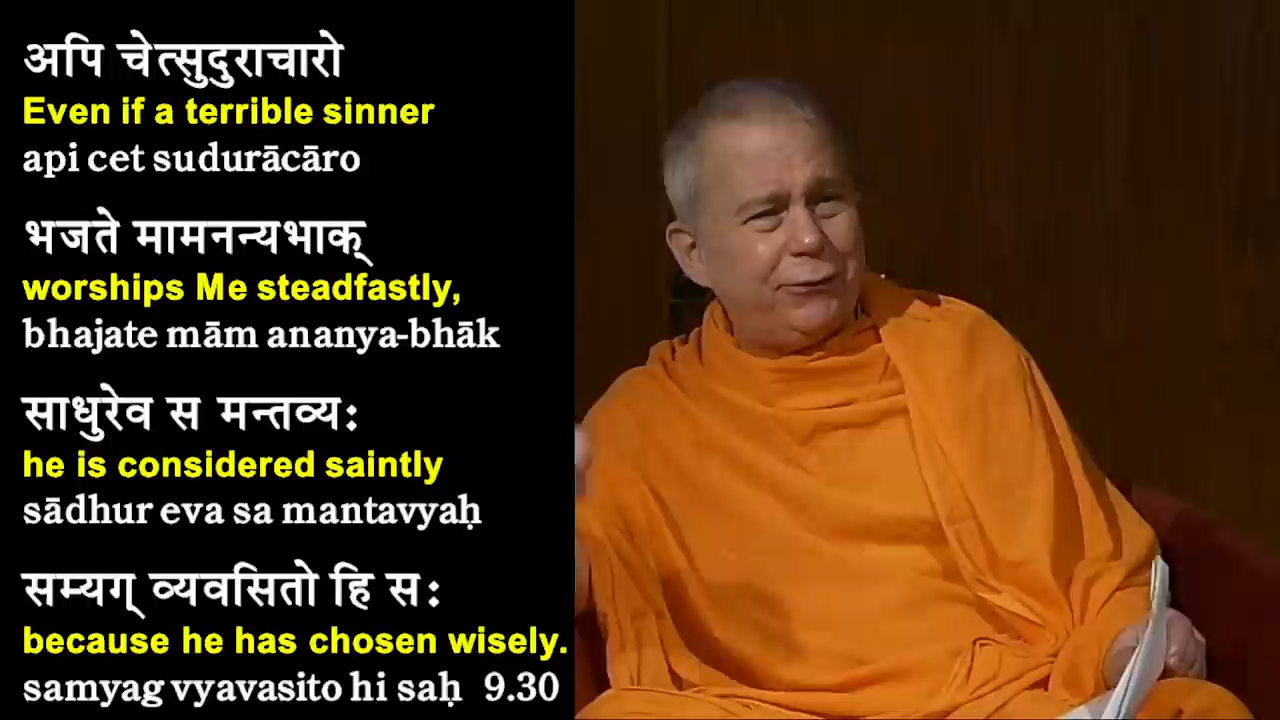 अपि चेत्सुदुराचारो
Even if a terrible sinner
api cet sudurācāro
भजते मामनन्यभाक्
worships Me steadfastly,
bhajate mām ananya-bhāk
साधुरेव स मन्तव्यः
he is considered saintly
sādhur eva sa mantavyaḥ
सम्यग् व्यवसितो हि सः
because he has chosen wisely.
samyag vyavasito hi saḥ 9.30